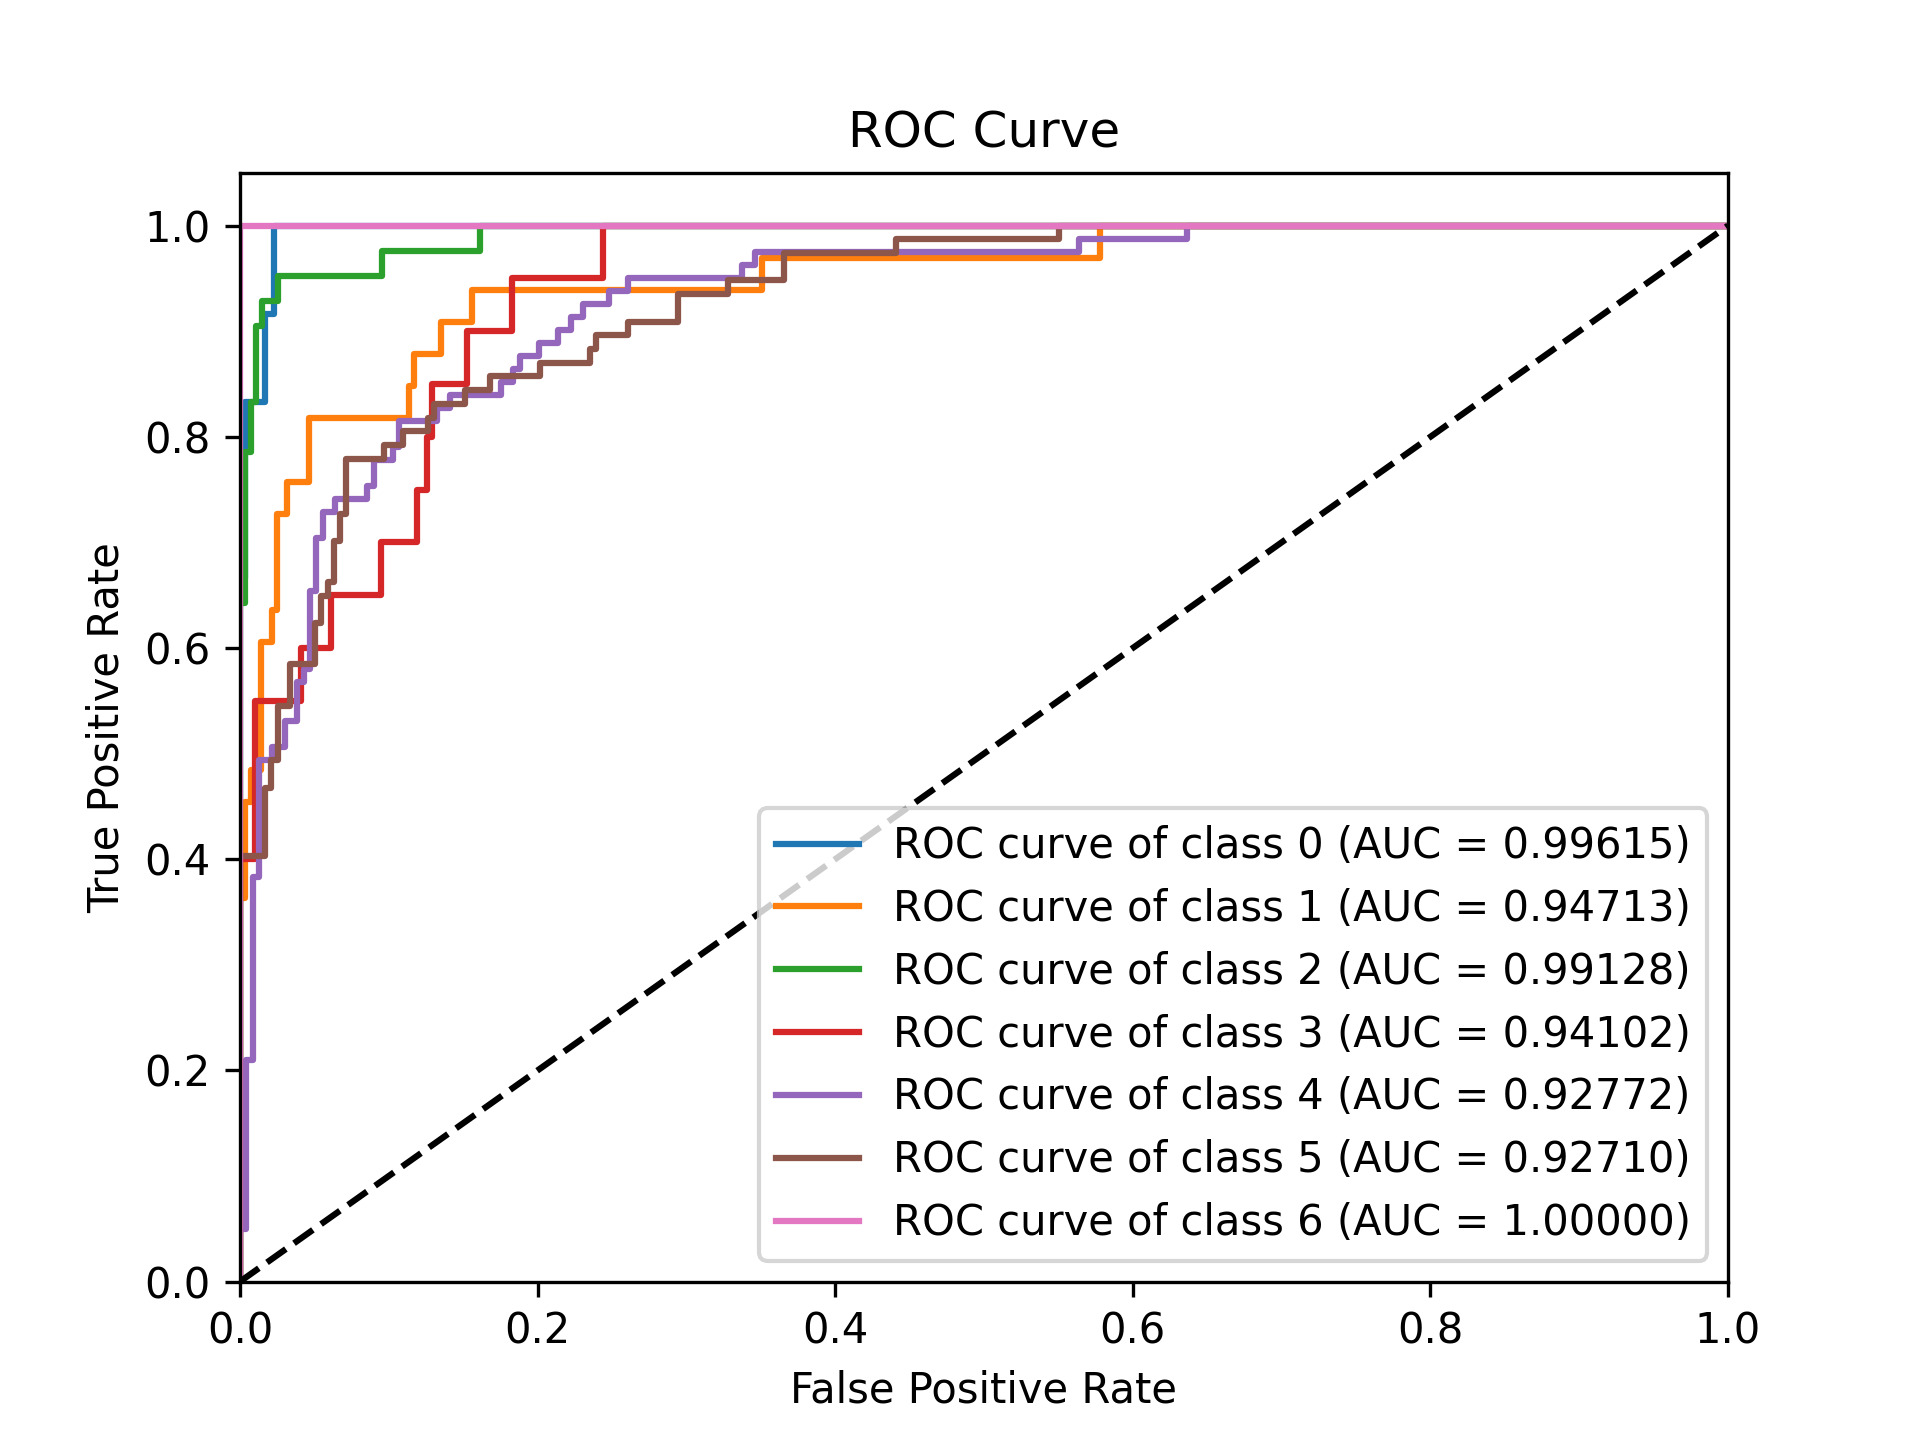 ROC Curve
True Positive Rate
1.0
0.8
0.6
0.4
0.2
0.0
ROC curve of class 0 (AUC = 0.99615)
ROC curve of class 1 (AUC = 0.94713)
ROC curve of class 2 (AUC = 0.99128)
ROC curve of class 3 (AUC = 0.94102)
ROC curve of class 4 (AUC = 0.92772)
ROC curve of class 5 (AUC = 0.92710)
ROC curve of class 6 (AUC = 1.00000)
0.0 0.2 0.4 0.6 0.8 1.0
False Positive Rate